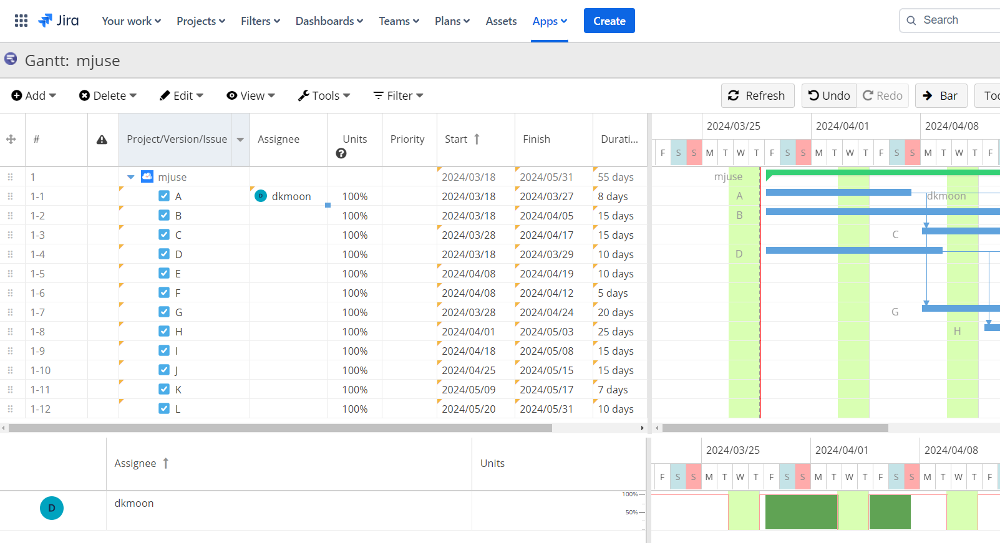 Jira Your work Projects Filters Dashboards Teams Plans Assets Apps Create Search
Gantt: mjuse
Add Delete Edit View Tools Filter Refresh Undo Redo Bar Too
# Project/Version/Issue Assignee Units Priority Start Finish Durati...
2024/03/25 2024/04/01 2024/04/08
F S S M T W T F S S M T W T F S S M T W T F
1 mjuse 2024/03/18 2024/05/31 55 days mjuse
1-1 A D dkmoon 100% 2024/03/18 2024/03/27 8 days A dkmoon
1-2 B 100% 2024/03/18 2024/04/05 15 days B
1-3 C 100% 2024/03/28 2024/04/17 15 days C
1-4 D 100% 2024/03/18 2024/03/29 10 days D
1-5 E 100% 2024/04/08 2024/04/19 10 days
1-6 F 100% 2024/04/08 2024/04/12 5 days
1-7 G 100% 2024/03/28 2024/04/24 20 days G
1-8 H 100% 2024/04/01 2024/05/03 25 days H
1-9 I 100% 2024/04/18 2024/05/08 15 days
1-10 J 100% 2024/04/25 2024/05/15 15 days
1-11 K 100% 2024/05/09 2024/05/17 7 days
1-12 L 100% 2024/05/20 2024/05/31 10 days
Assignee Units
2024/03/25 2024/04/01 2024/04/08
F S S M T W T F S S M T W T F S S M T W T F
D dkmoon
100%
50%